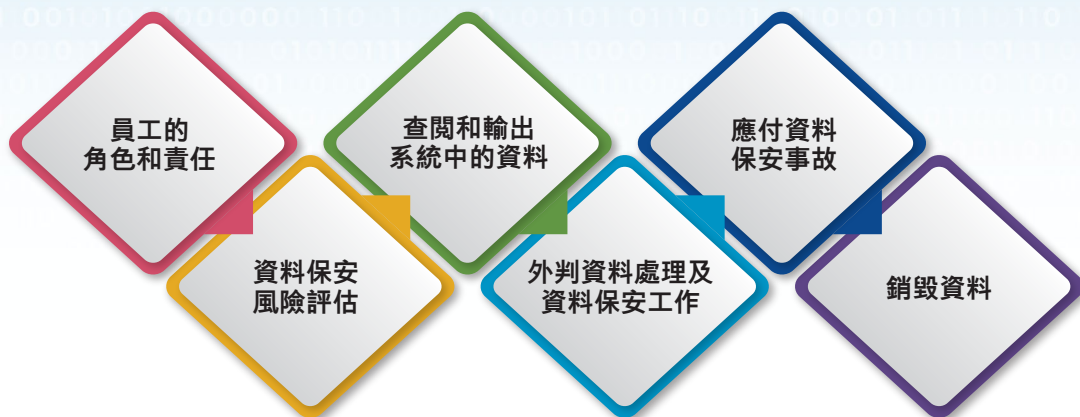 員工的
角色和責任
資料保安
風險評估
查閱和輸出
系統中的資料
外判資料處理及
資料保安工作
應付資料
保安事故
銷毀資料